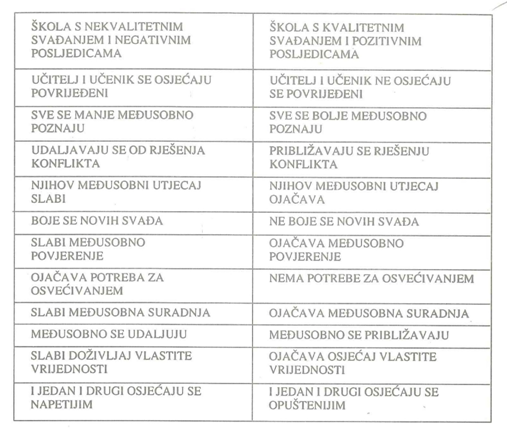 ŠKOLA S NEKVALITETNIM
SVAĐANJEM I NEGATIVNIM
POSLJEDICAMA
ŠKOLA S KVALITETNIM
SVAĐANJEM I POZITIVNIM
POSLJEDICAMA
UČITELJ I UČENIK SE OSJEĆAJU
POVRIJEĐENI
UČITELJ I UČENIK NE OSJEĆAJU
SE POVRIJEĐENI
SVE SE MANJE MEĐUSOBNO
POZNAJU
SVE SE BOLJE MEĐUSOBNO
POZNAJU
UDALJAVAJU SE OD RJEŠENJA
KONFLIKTA
PRIBLIŽAVAJU SE RJEŠENJU
KONFLIKTA
NJIHOV MEĐUSOBNI UTJECAJ
SLABI
NJIHOV MEĐUSOBNI UTJECAJ
OJAČAVA
BOJE SE NOVIH SVAĐA
NE BOJE SE NOVIH SVAĐA
SLABI MEĐUSOBNO
POVJERENJE
OJAČAVA MEĐUSOBNO
POVJERENJE
OJAČAVA POTREBA ZA
OSVEĆIVANJEM
NEMA POTREBE ZA OSVEĆIVANJEM
SLABI MEĐUSOBNA SURADNJA
OJAČAVA MEĐUSOBNA SURADNJA
MEĐUSOBNO SE UDALJUJU
MEĐUSOBNO SE PRIBLIŽAVAJU
SLABI DOŽIVLJAJ VLASTITE
VRIJEDNOSTI
OJAČAVA OSJEĆAJ VLASTITE
VRIJEDNOSTI
I JEDAN I DRUGI OSJEĆAJU SE
NAPETIJIM
I JEDAN I DRUGI OSJEĆAJU SE
OPUŠTENIJIM